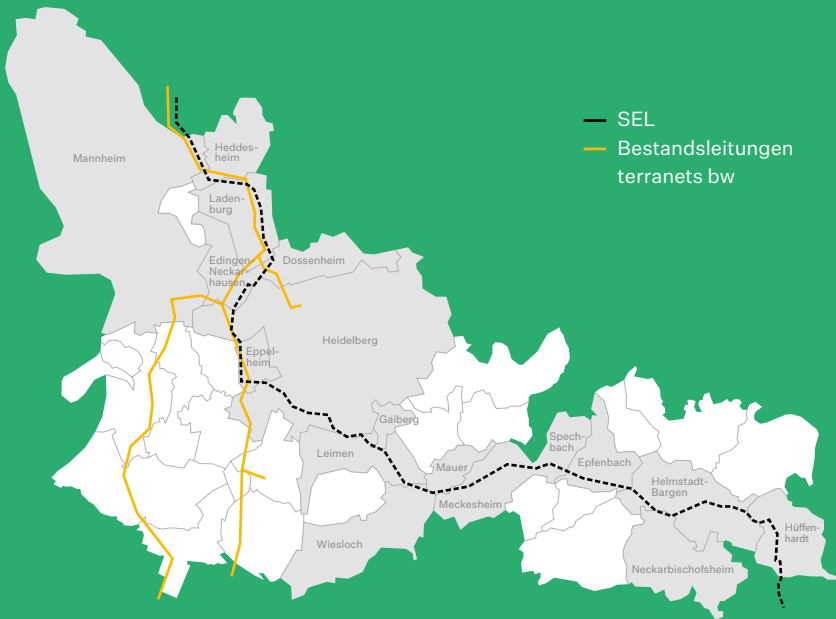 SEL
Bestandsleitungen
terranets bw
Mannheim
Heddes-
heim
Laden-
burg
Edingen-
Neckar-
hausen
Dossenheim
Heidelberg
Eppel-
heim
Gaiberg
Leimen
Mauer
Spech-
bach
Epfenbach
Helmstadt-
Bargen
Meckesheim
Hüffen-
hardt
Wiesloch
Neckarbischofsheim